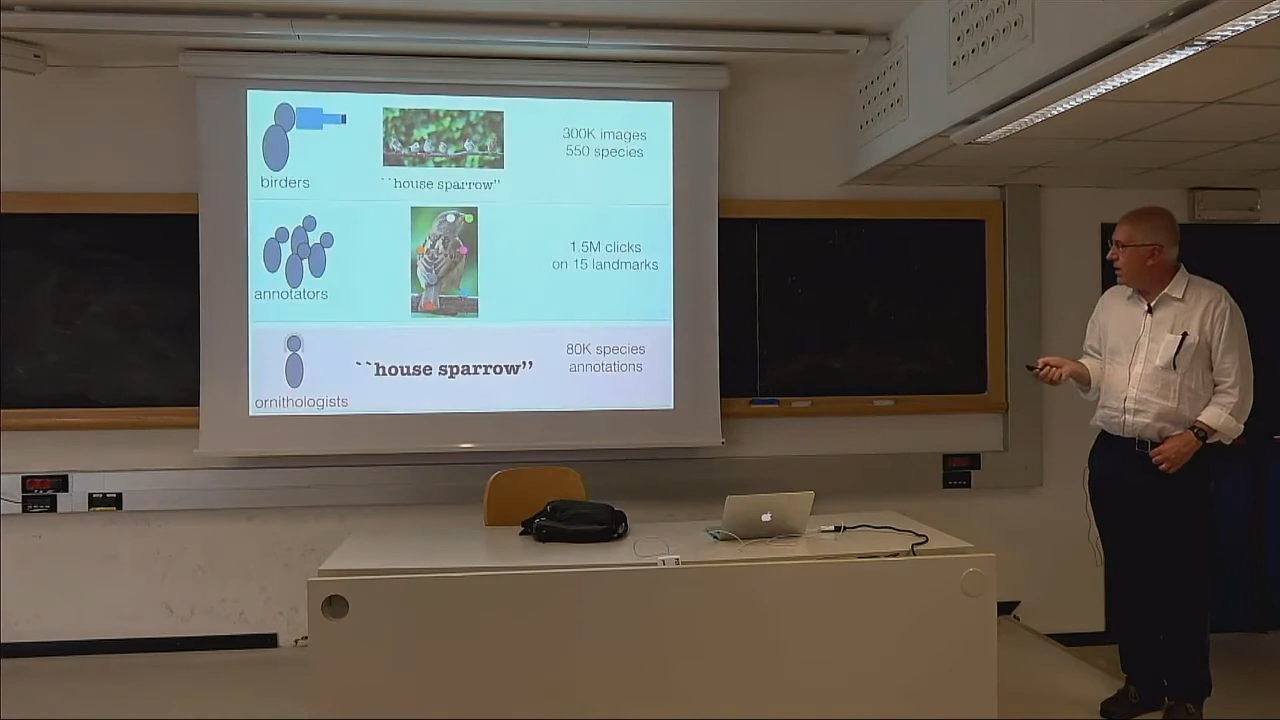 birders
``house sparrow''
300K images
550 species
annotators
1.5M clicks
on 15 landmarks
ornithologists
``house sparrow''
80K species
annotations